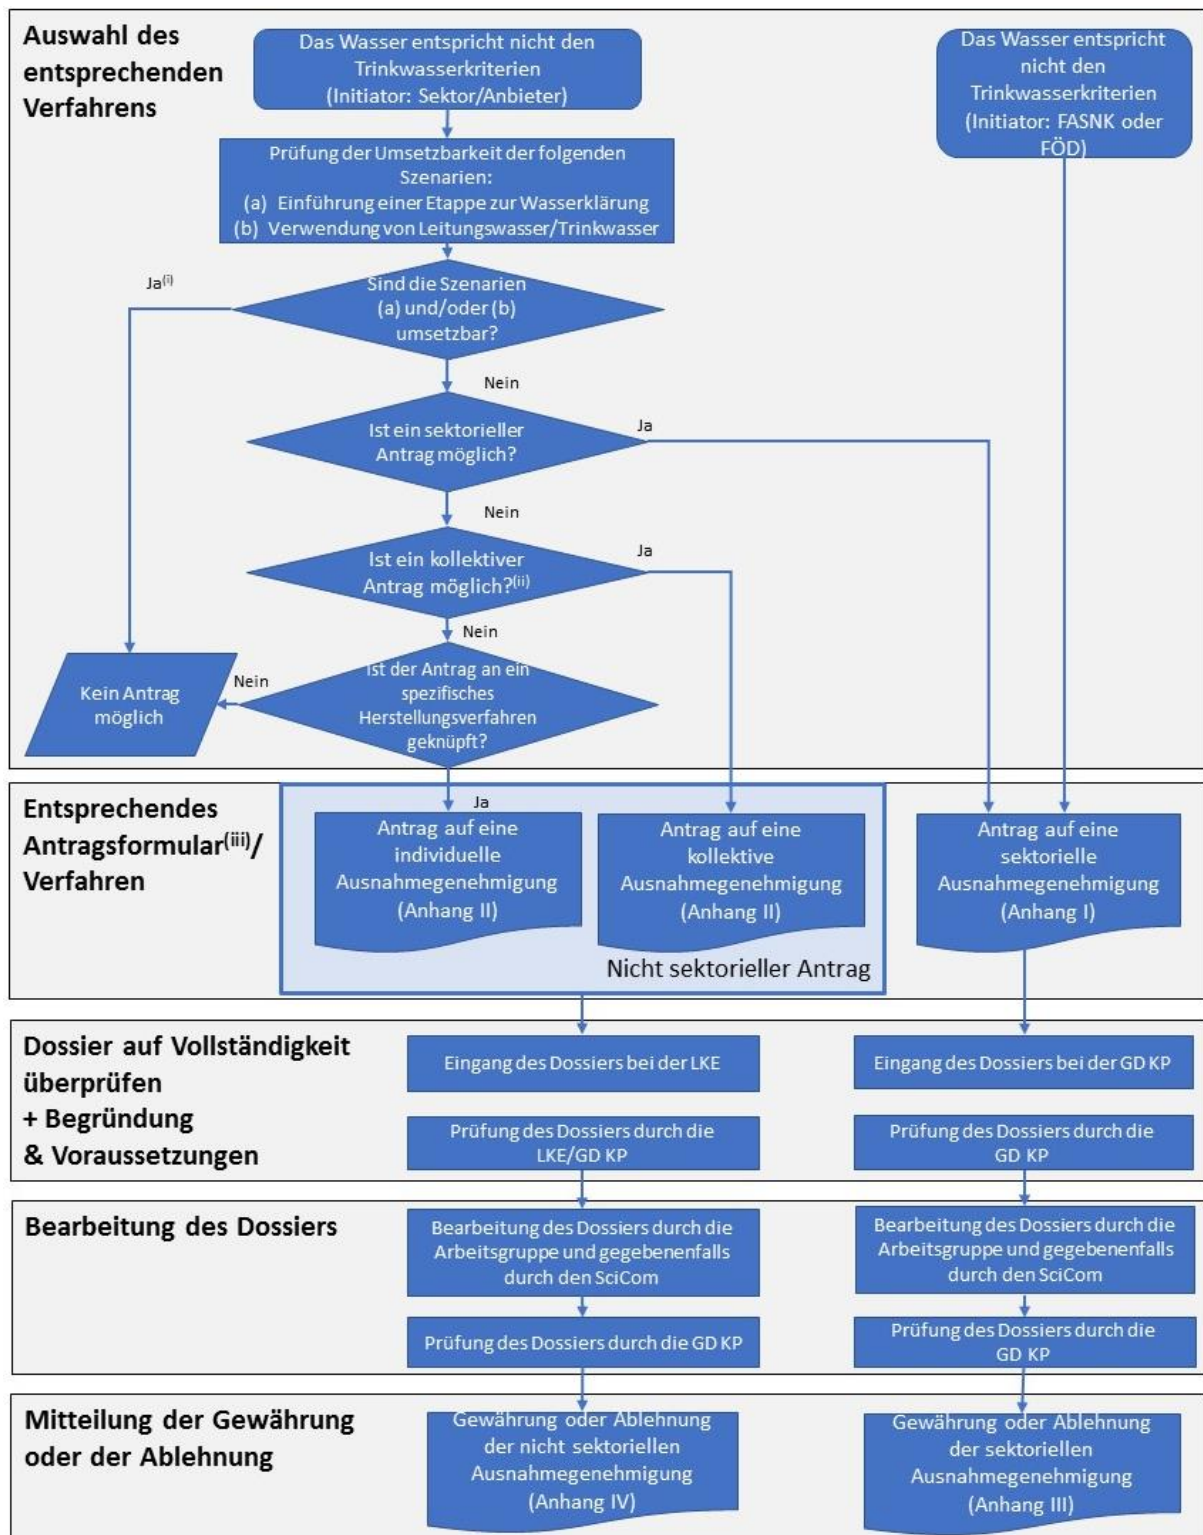 Auswahl des
entsprechenden
Verfahrens
Das Wasser entspricht nicht den
Trinkwasserkriterien
(Initiator: Sektor/Anbieter)
Das Wasser entspricht
nicht den
Trinkwasserkriterien
(Initiator: FASNK oder
FÖD)
Prüfung der Umsetzbarkeit der folgenden
Szenarien:
(a) Einführung einer Etappe zur Wasserklärung
(b) Verwendung von Leitungswasser/Trinkwasser
Ja(i)
Sind die Szenarien
(a) und/oder (b)
umsetzbar?
Nein
Ist ein sektorieller
Antrag möglich?
Ja
Nein
Ist ein kollektiver
Antrag möglich?(ii)
Ja
Nein
Ist der Antrag an ein
spezifisches
Herstellungsverfahren
geknüpft?
Nein
Kein Antrag
möglich
Ja
Entsprechendes
Antragsformular(iii)/
Verfahren
Antrag auf eine
individuelle
Ausnahmegenehmigung
(Anhang II)
Antrag auf eine
kollektive
Ausnahmegenehmigung
(Anhang II)
Antrag auf eine
sektorielle
Ausnahmegenehmigung
(Anhang I)
Nicht sektorieller Antrag
Dossier auf Vollständigkeit
überprüfen
+ Begründung
& Voraussetzungen
Eingang des Dossiers bei der LKE
Eingang des Dossiers bei der GD KP
Prüfung des Dossiers durch die
LKE/GD KP
Prüfung des Dossiers durch die
GD KP
Bearbeitung des Dossiers
Bearbeitung des Dossiers durch die
Arbeitsgruppe und gegebenenfalls
durch den SciCom
Bearbeitung des Dossiers durch die
Arbeitsgruppe und gegebenenfalls
durch den SciCom
Prüfung des Dossiers durch die GD KP
Prüfung des Dossiers durch die
GD KP
Mitteilung der Gewährung
oder der Ablehnung
Gewährung oder Ablehnung
der nicht sektoriellen
Ausnahmegenehmigung
(Anhang IV)
Gewährung oder Ablehnung
der sektoriellen
Ausnahmegenehmigung
(Anhang III)